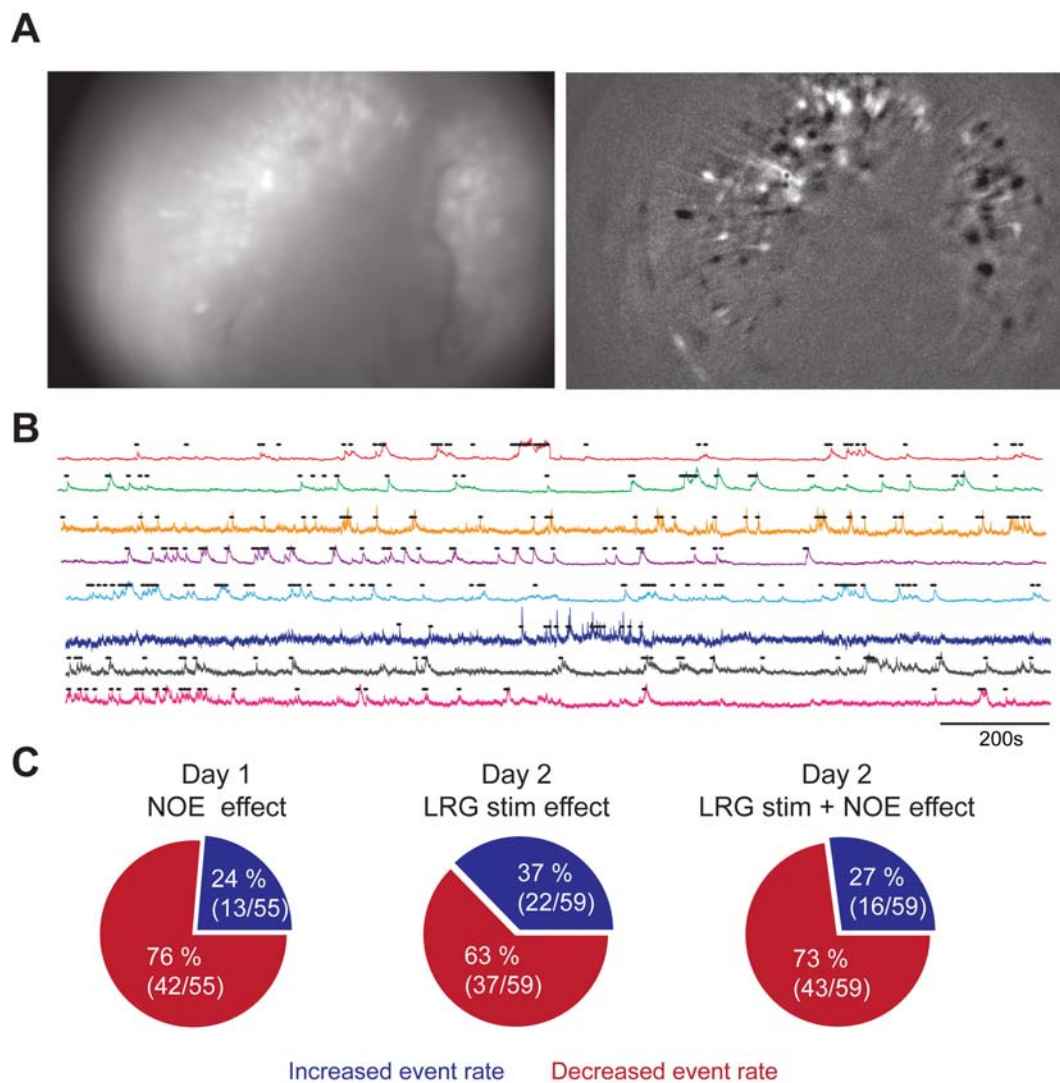 A
B
200s
C
Day 1
NOE effect
Day 2
LRG stim effect
Day 2
LRG stim + NOE effect
24 %
(13/55)
76 %
(42/55)
37 %
(22/59)
63 %
(37/59)
27 %
(16/59)
73 %
(43/59)
Increased event rate
Decreased event rate